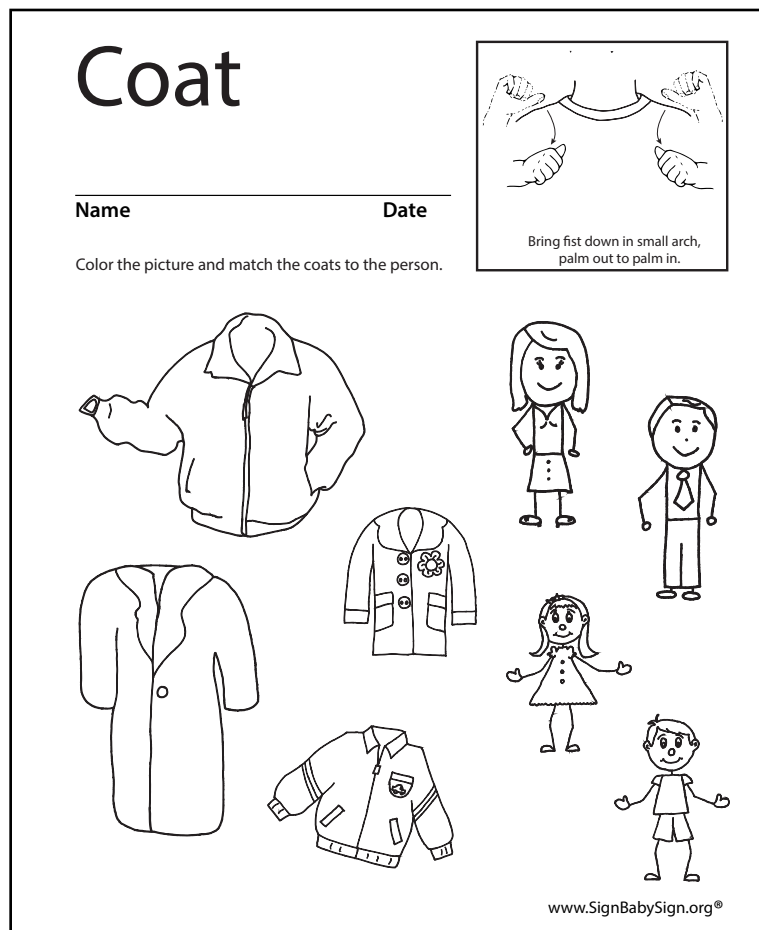 Coat
Name Date
Color the picture and match the coats to the person.
Bring fist down in small arch,
palm out to palm in.
www.SignBabySign.org®